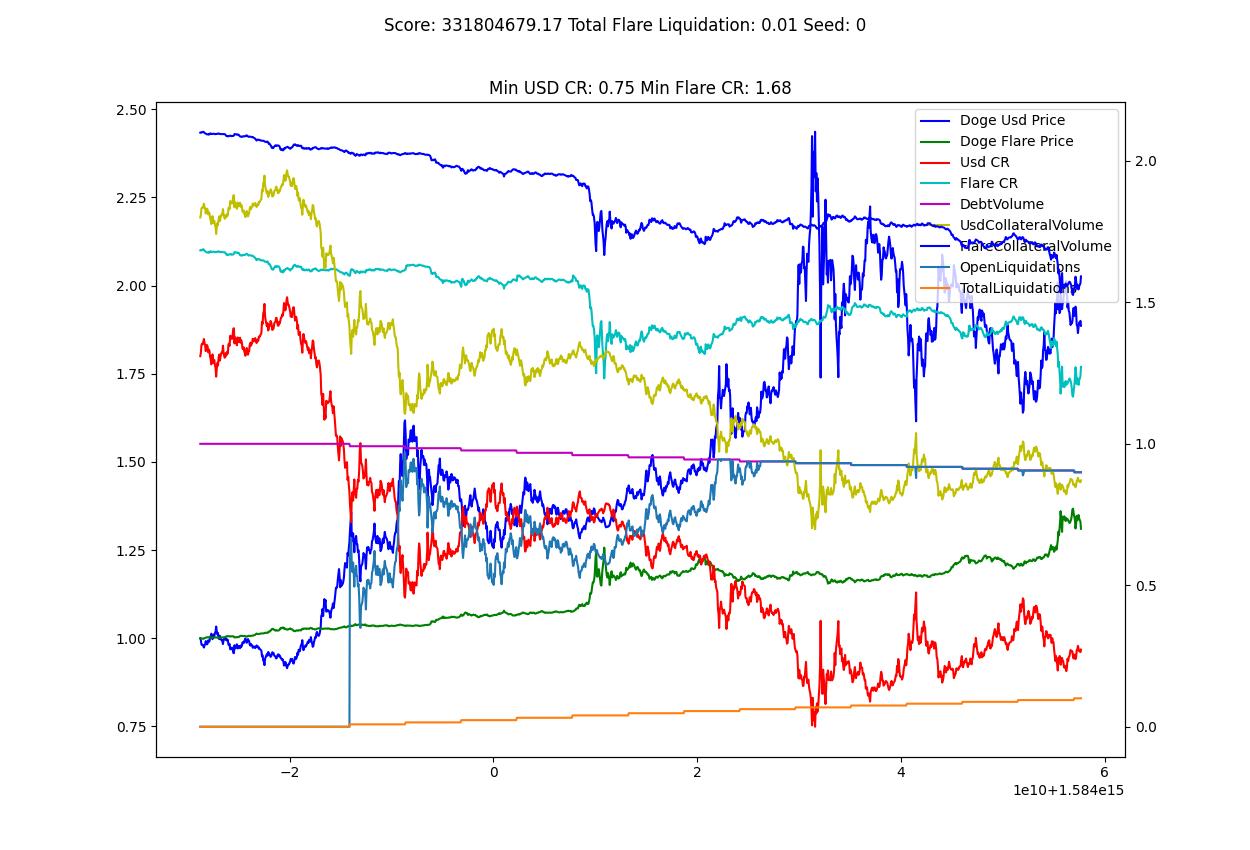 Score: 331804679.17 Total Flare Liquidation: 0.01 Seed: 0
Min USD CR: 0.75 Min Flare CR: 1.68
2.50
2.25
2.00
1.75
1.50
1.25
1.00
0.75
Doge Usd Price
Doge Flare Price
Usd CR
Flare CR
DebtVolume
UsdCollateralVolume
FlareCollateralVolume
OpenLiquidations
TotalLiquidations
2.0
1.5
1.0
0.5
0.0
−2
0
2
4
6
1e10+1.584e15